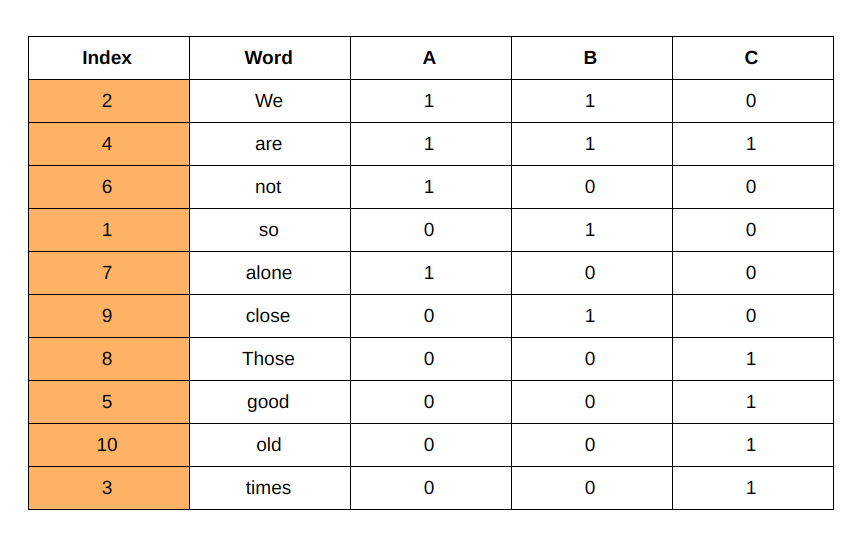 Index Word A B C
2 We 1 1 0
4 are 1 1 1
6 not 1 0 0
1 so 0 1 0
7 alone 1 0 0
9 close 0 1 0
8 Those 0 0 1
5 good 0 0 1
10 old 0 0 1
3 times 0 0 1